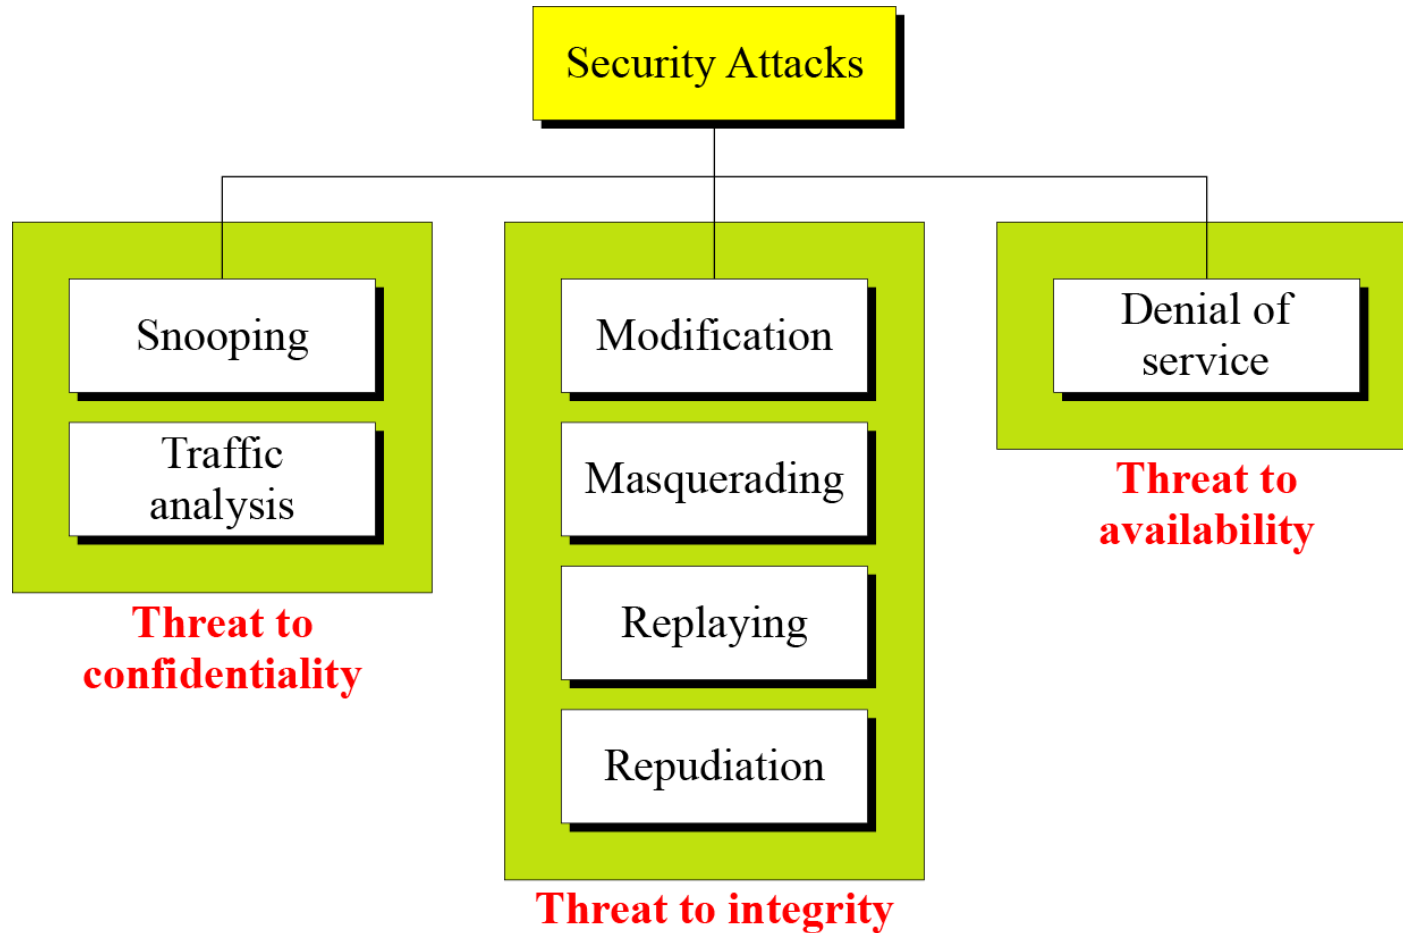 Security Attacks
Snooping
Traffic
analysis
Threat to
confidentiality
Modification
Masquerading
Replaying
Repudiation
Threat to integrity
Denial of
service
Threat to
availability